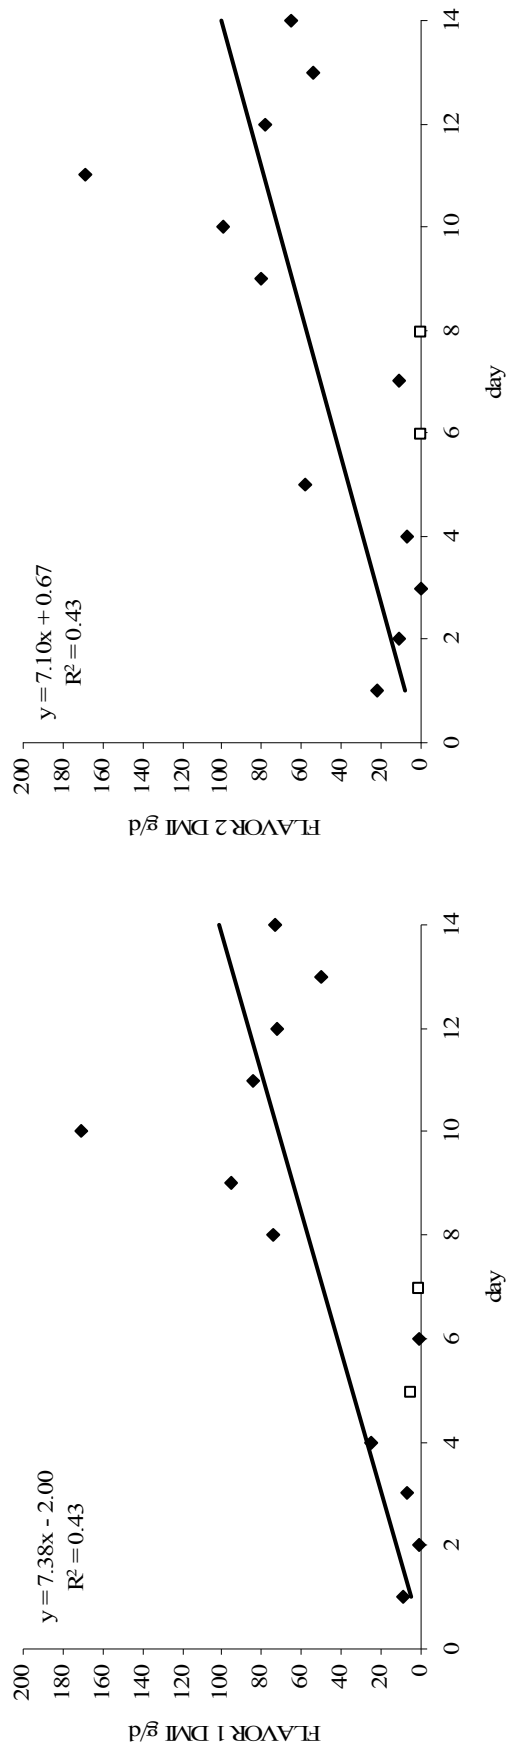 y = 7.38x - 2.00
R² = 0.43
FLAVOR 1 DMI g/d
200
180
160
140
120
100
80
60
40
20
0
0 2 4 6 8 10 12 14
day
y = 7.10x + 0.67
R² = 0.43
FLAVOR 2 DMI g/d
200
180
160
140
120
100
80
60
40
20
0
0 2 4 6 8 10 12 14
day